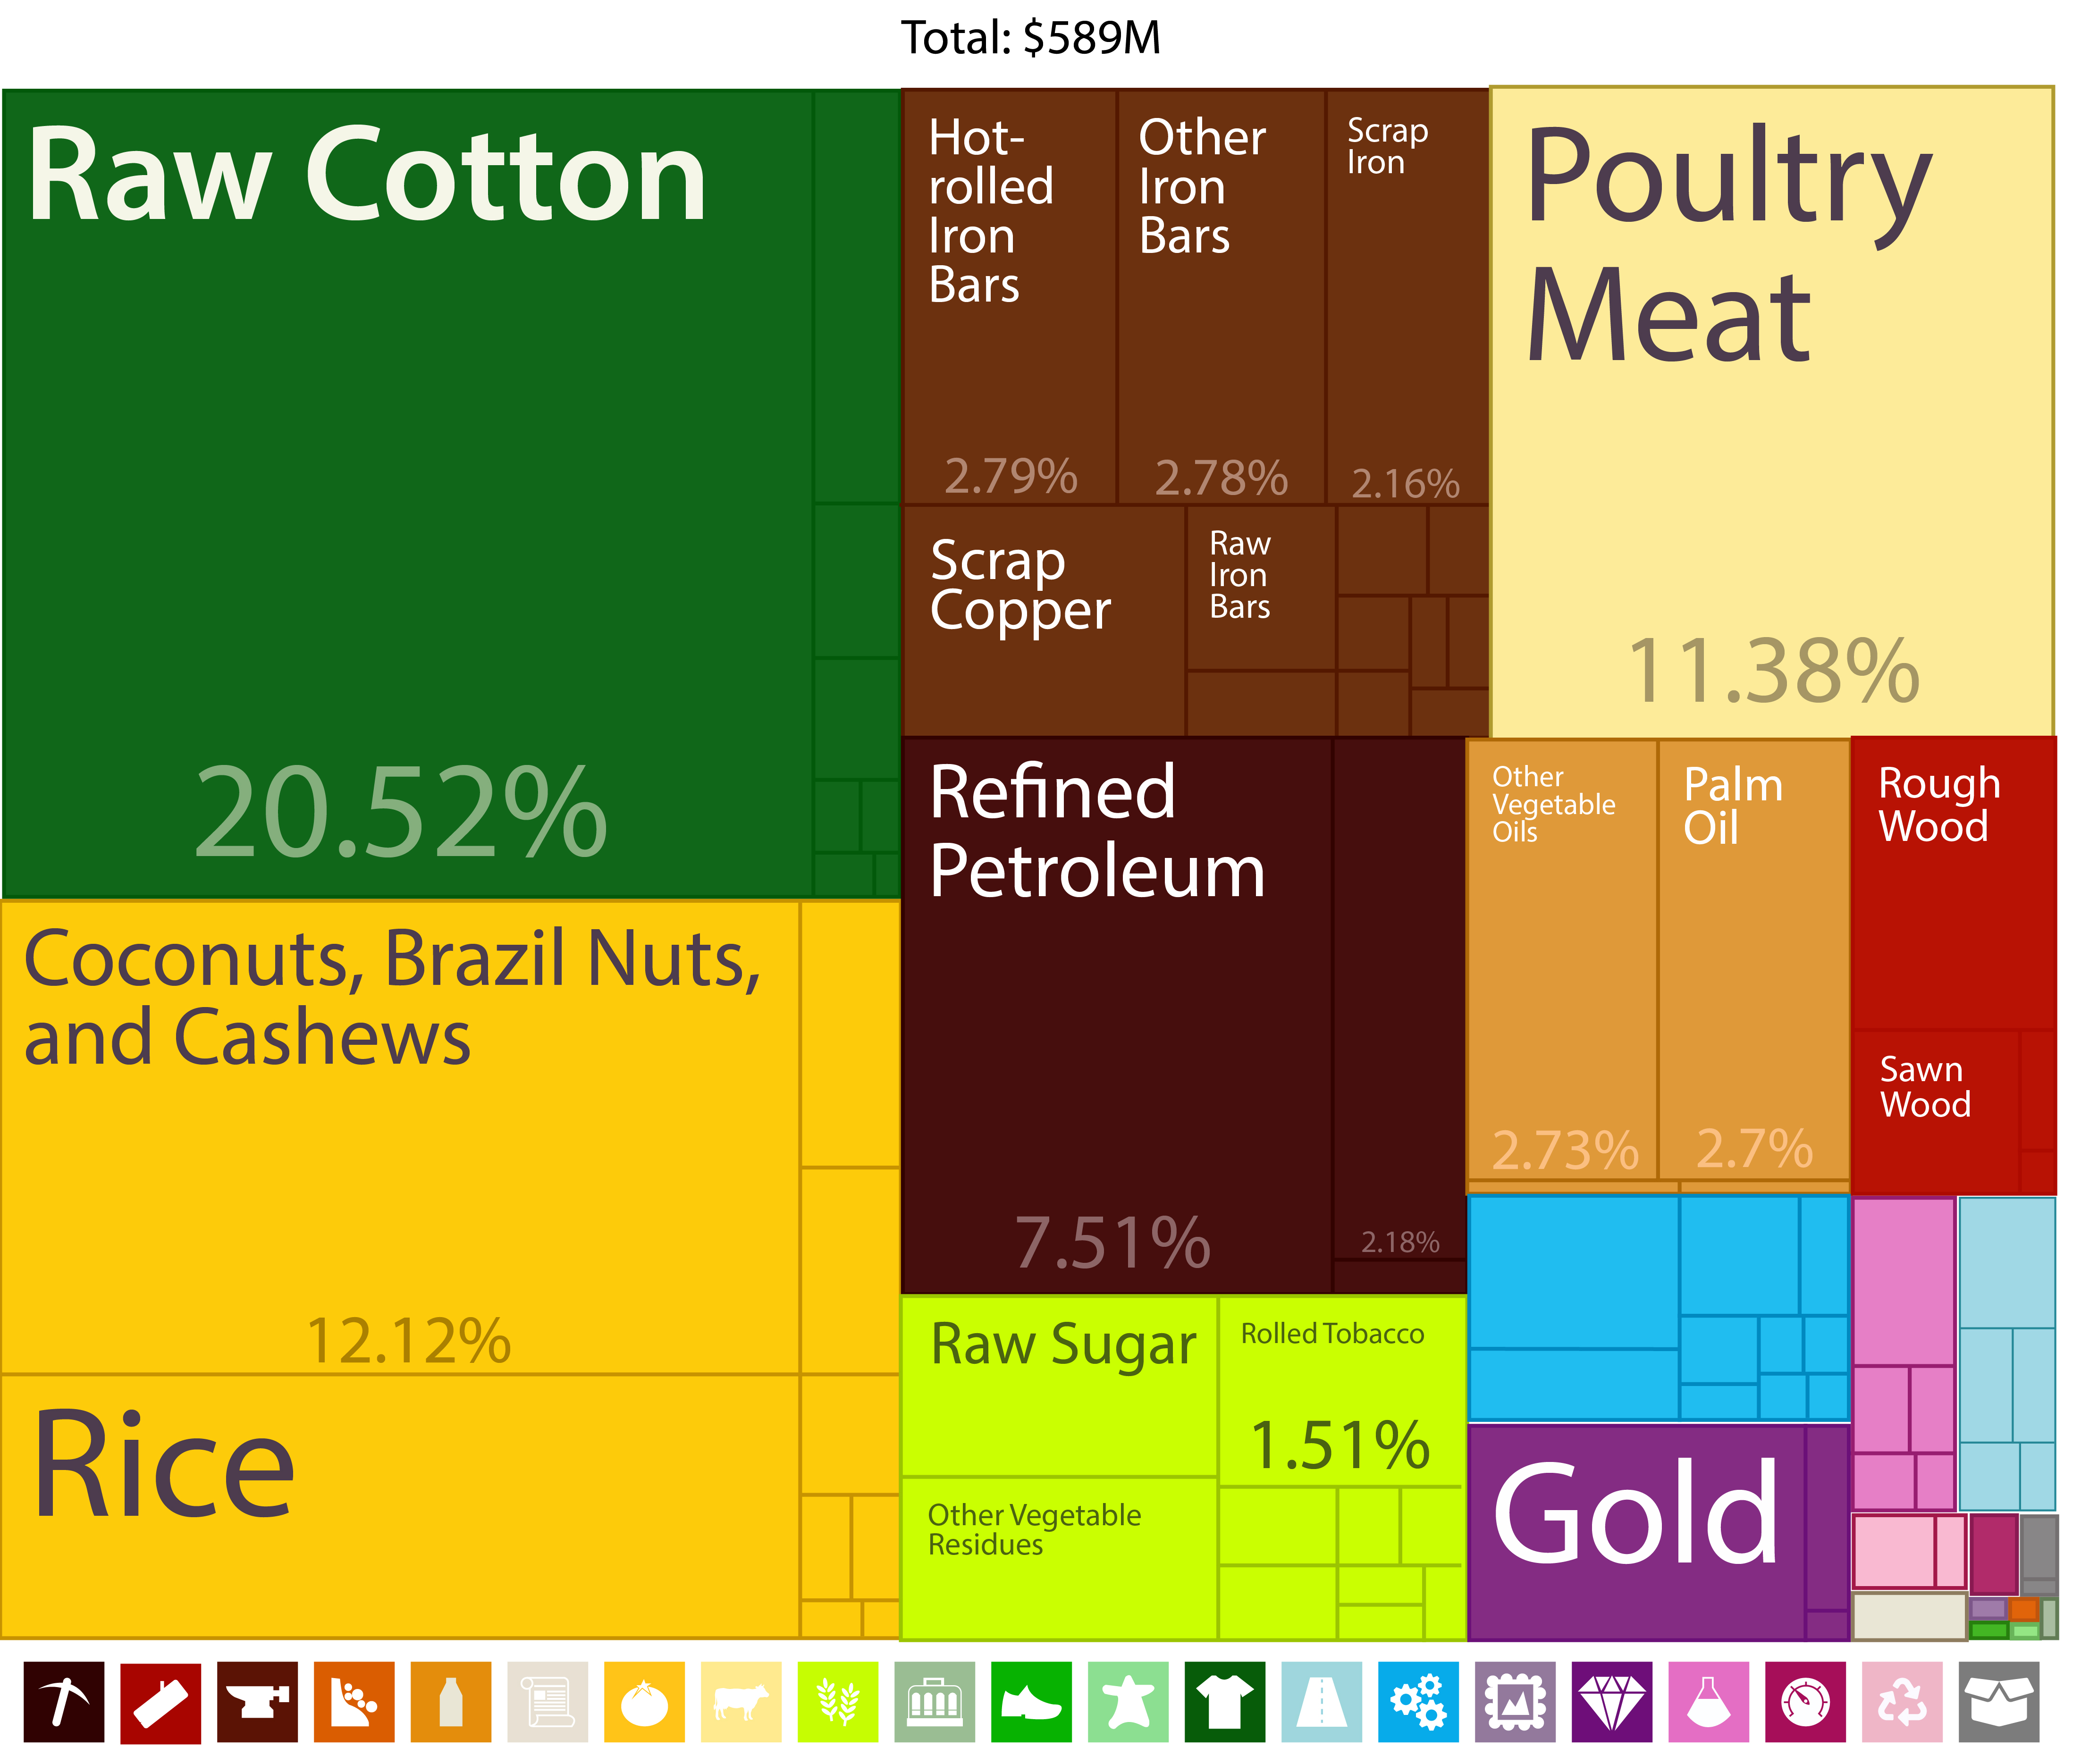 Total: $589M
Raw Cotton
20.52%
Hot-
rolled
Iron
Bars
2.79%
Other
Iron
Bars
2.78%
Scrap
Iron
2.16%
Poultry
Meat
11.38%
Scrap
Copper
Raw
Iron
Bars
Refined
Petroleum
7.51%
2.18%
Other
Vegetable
Oils
2.73%
Palm
Oil
2.7%
Rough
Wood
Sawn
Wood
Coconuts, Brazil Nuts,
and Cashews
12.12%
Rice
Raw Sugar
Rolled Tobacco
1.51%
Other Vegetable
Residues
Gold